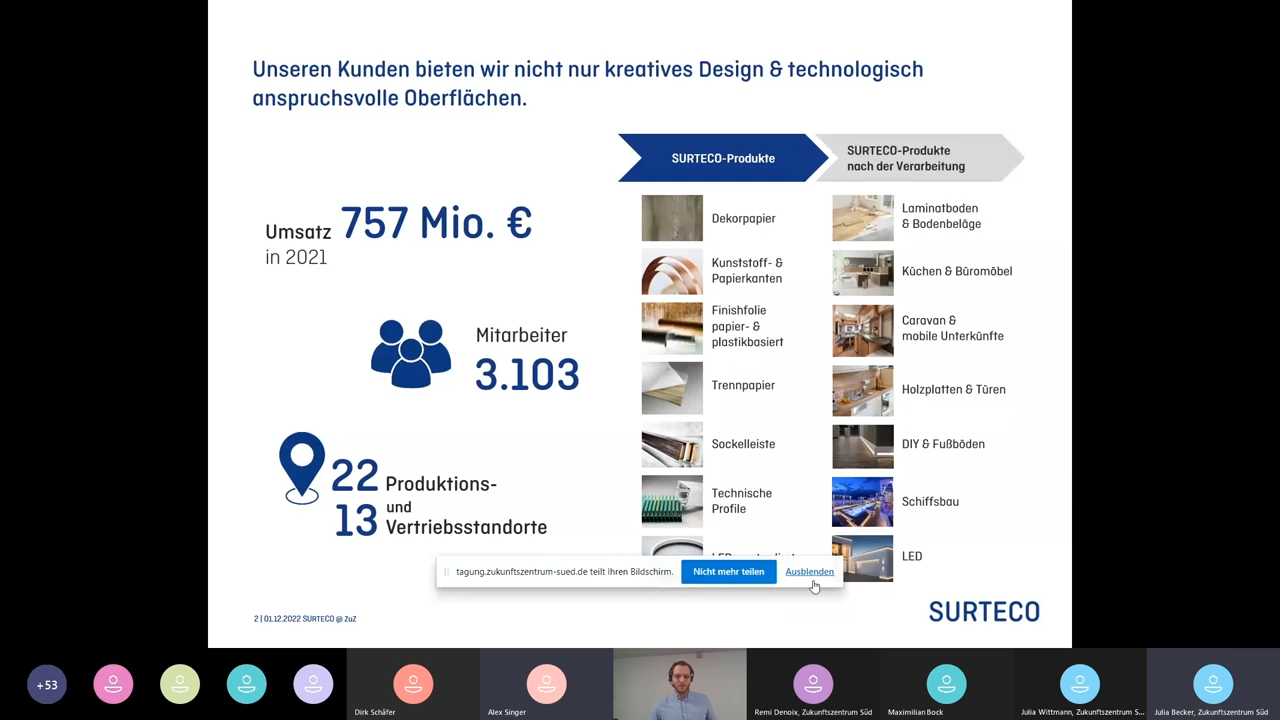 Unseren Kunden bieten wir nicht nur kreatives Design & technologisch
anspruchsvolle Oberflächen.
Umsatz 757 Mio. €
in 2021
Mitarbeiter
3.103
22 Produktions-
und
13 Vertriebsstandorte
SURTECO-Produkte
Dekorpapier
Kunststoff- &
Papierkanten
Finishfolie
papier- &
plastikbasiert
Trennpapier
Sockelleiste
Technische
Profile
SURTECO-Produkte
nach der Verarbeitung
Laminatboden
& Bodenbeläge
Küchen & Büromöbel
Caravan &
mobile Unterkünfte
Holzplatten & Türen
DIY & Fußböden
Schiffsbau
LED
tagung.zukunftszentrum-sued.de teilt Ihren Bildschirm. Nicht mehr teilen Ausblenden
2 | 01.12.2022 SURTECO @ ZuZ
SURTECO
+53
Dirk Schäfer
Alex Singer
Remi Denoix, Zukunftszentrum Süd
Maximilian Bock
Julia Wittmann, Zukunftszentrum S...
Julia Becker, Zukunftszentrum Süd